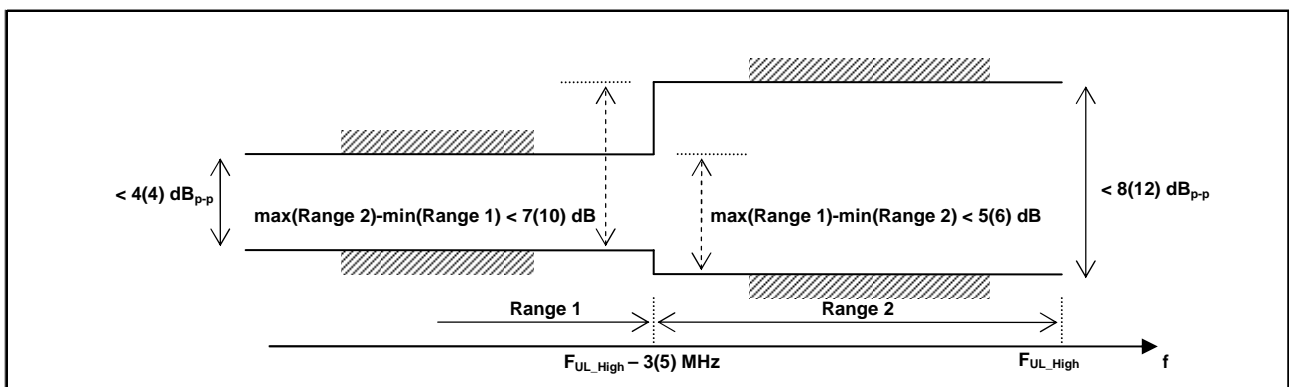 < 4(4) dBp-p
max(Range 2)-min(Range 1) < 7(10) dB
max(Range 1)-min(Range 2) < 5(6) dB
< 8(12) dBp-p
Range 1
Range 2
FUL_High – 3(5) MHz
FUL_High
f